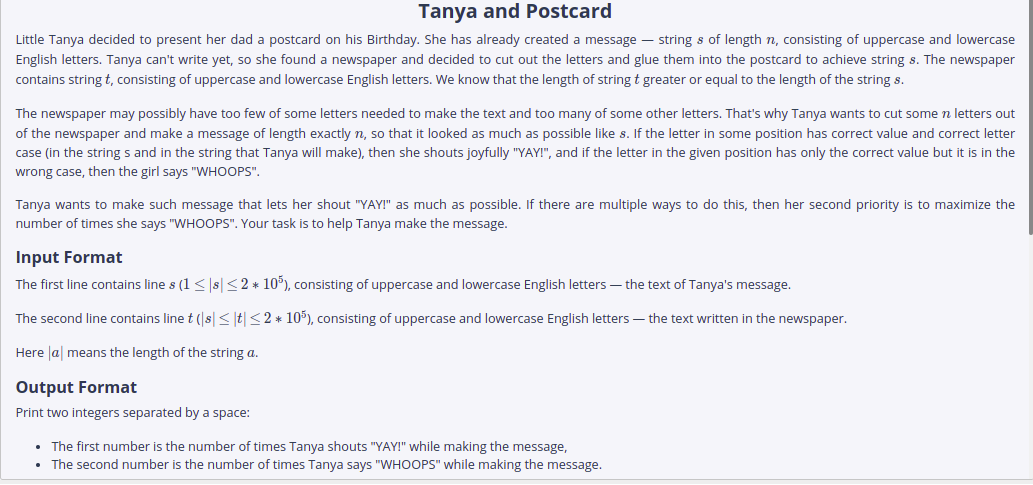 Tanya and Postcard
Little Tanya decided to present her dad a postcard on his Birthday. She has already created a message — string s of length n, consisting of uppercase and lowercase
English letters. Tanya can't write yet, so she found a newspaper and decided to cut out the letters and glue them into the postcard to achieve string s. The newspaper
contains string t, consisting of uppercase and lowercase English letters. We know that the length of string t greater or equal to the length of the string s.
The newspaper may possibly have too few of some letters needed to make the text and too many of some other letters. That's why Tanya wants to cut some n letters out
of the newspaper and make a message of length exactly n, so that it looked as much as possible like s. If the letter in some position has correct value and correct letter
case (in the string s and in the string that Tanya will make), then she shouts joyfully "YAY!", and if the letter in the given position has only the correct value but it is in the
wrong case, then the girl says "WHOOPS".
Tanya wants to make such message that lets her shout "YAY!" as much as possible. If there are multiple ways to do this, then her second priority is to maximize the
number of times she says "WHOOPS". Your task is to help Tanya make the message.
Input Format
The first line contains line s (1 ≤ |s| ≤ 2 * 10⁵), consisting of uppercase and lowercase English letters — the text of Tanya's message.
The second line contains line t (|s| ≤ |t| ≤ 2 * 10⁵), consisting of uppercase and lowercase English letters — the text written in the newspaper.
Here |a| means the length of the string a.
Output Format
Print two integers separated by a space:
• The first number is the number of times Tanya shouts "YAY!" while making the message,
• The second number is the number of times Tanya says "WHOOPS" while making the message.